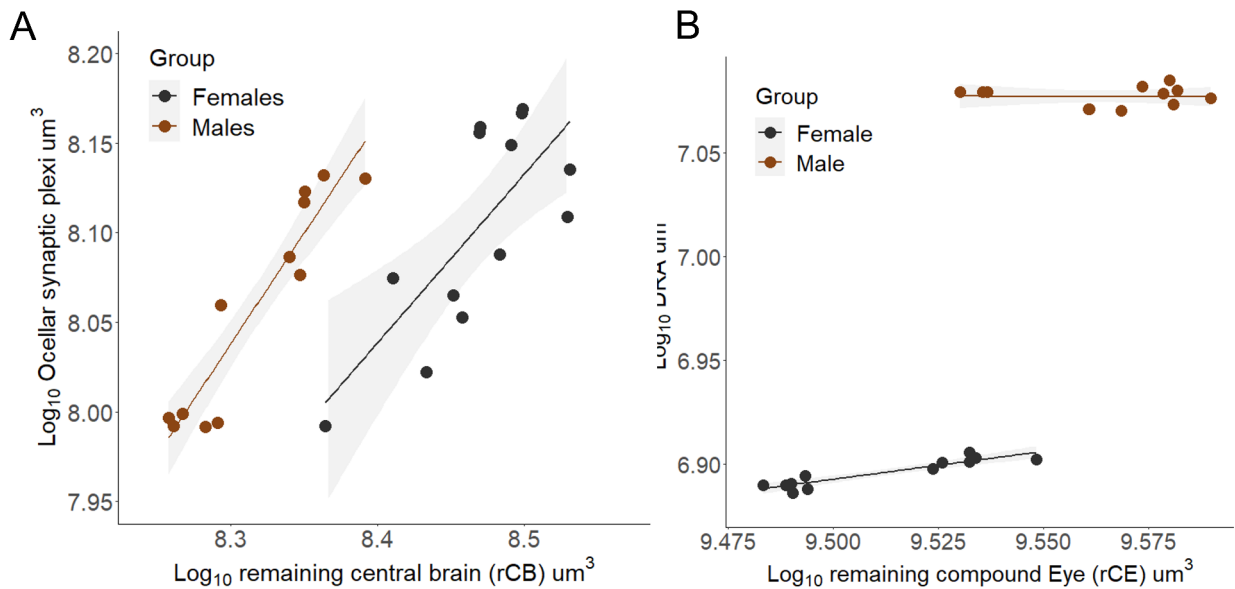 A
Log₁₀ Ocellar synaptic plexi um³
8.20
8.15
8.10
8.05
8.00
7.95
Group
Females
Males
8.3
8.4
8.5
Log₁₀ remaining central brain (rCB) um³
B
Log₁₀ DRA um
7.05
7.00
6.95
6.90
Group
Female
Male
9.475
9.500
9.525
9.550
9.575
Log₁₀ remaining compound Eye (rCE) um³